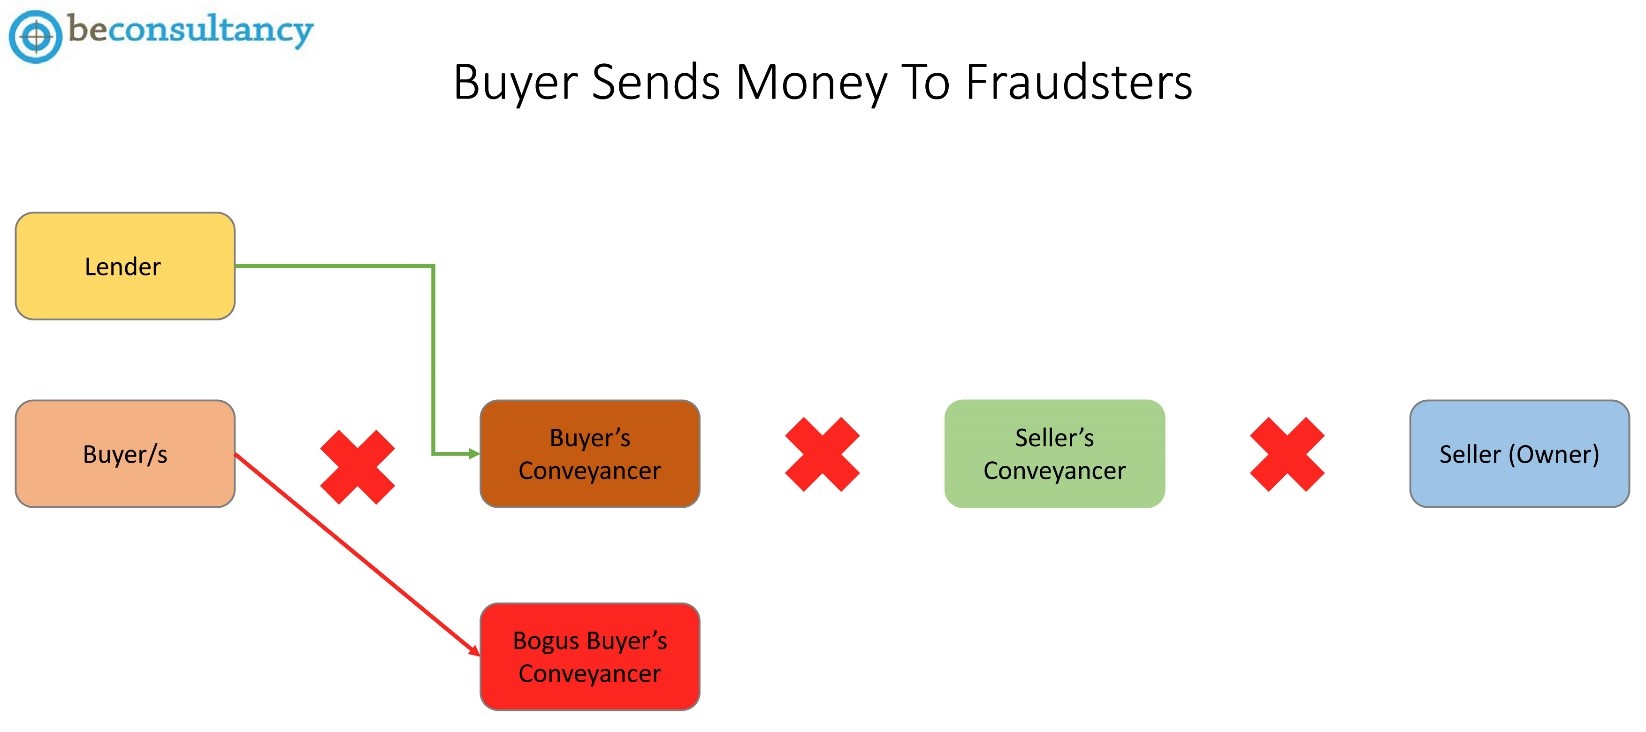 beconsultancy
Buyer Sends Money To Fraudsters
Lender
Buyer/s
Buyer’s
Conveyancer
Seller’s
Conveyancer
Seller (Owner)
Bogus Buyer’s
Conveyancer